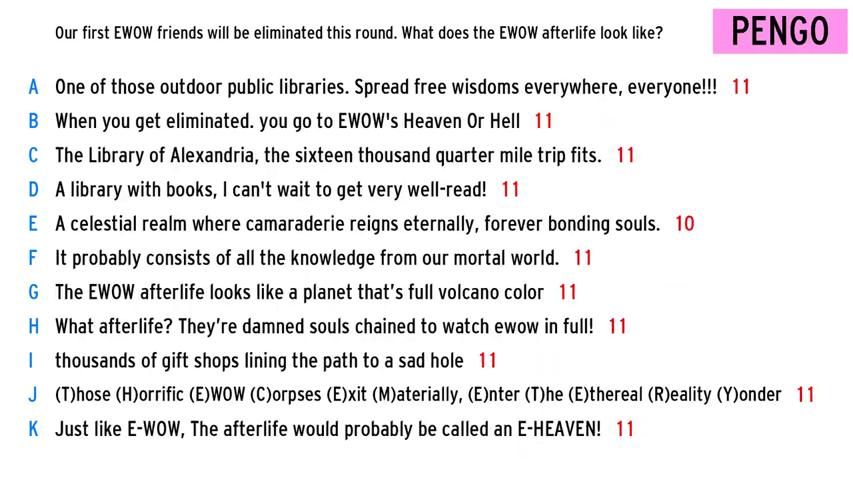 Our first EWOW friends will be eliminated this round. What does the EWOW afterlife look like?
PENGO
A One of those outdoor public libraries. Spread free wisdoms everywhere, everyone!!! 11
B When you get eliminated. you go to EWOW's Heaven Or Hell 11
C The Library of Alexandria, the sixteen thousand quarter mile trip fits. 11
D A library with books, I can't wait to get very well-read! 11
E A celestial realm where camaraderie reigns eternally, forever bonding souls. 10
F It probably consists of all the knowledge from our mortal world. 11
G The EWOW afterlife looks like a planet that’s full volcano color 11
H What afterlife? They’re damned souls chained to watch ewow in full! 11
I thousands of gift shops lining the path to a sad hole 11
J (T)hose (H)orrific (E)WOW (C)orpses (E)xit (M)aterially, (E)nter (T)he (E)thereal (R)eality (Y)onder 11
K Just like E-WOW, The afterlife would probably be called an E-HEAVEN! 11